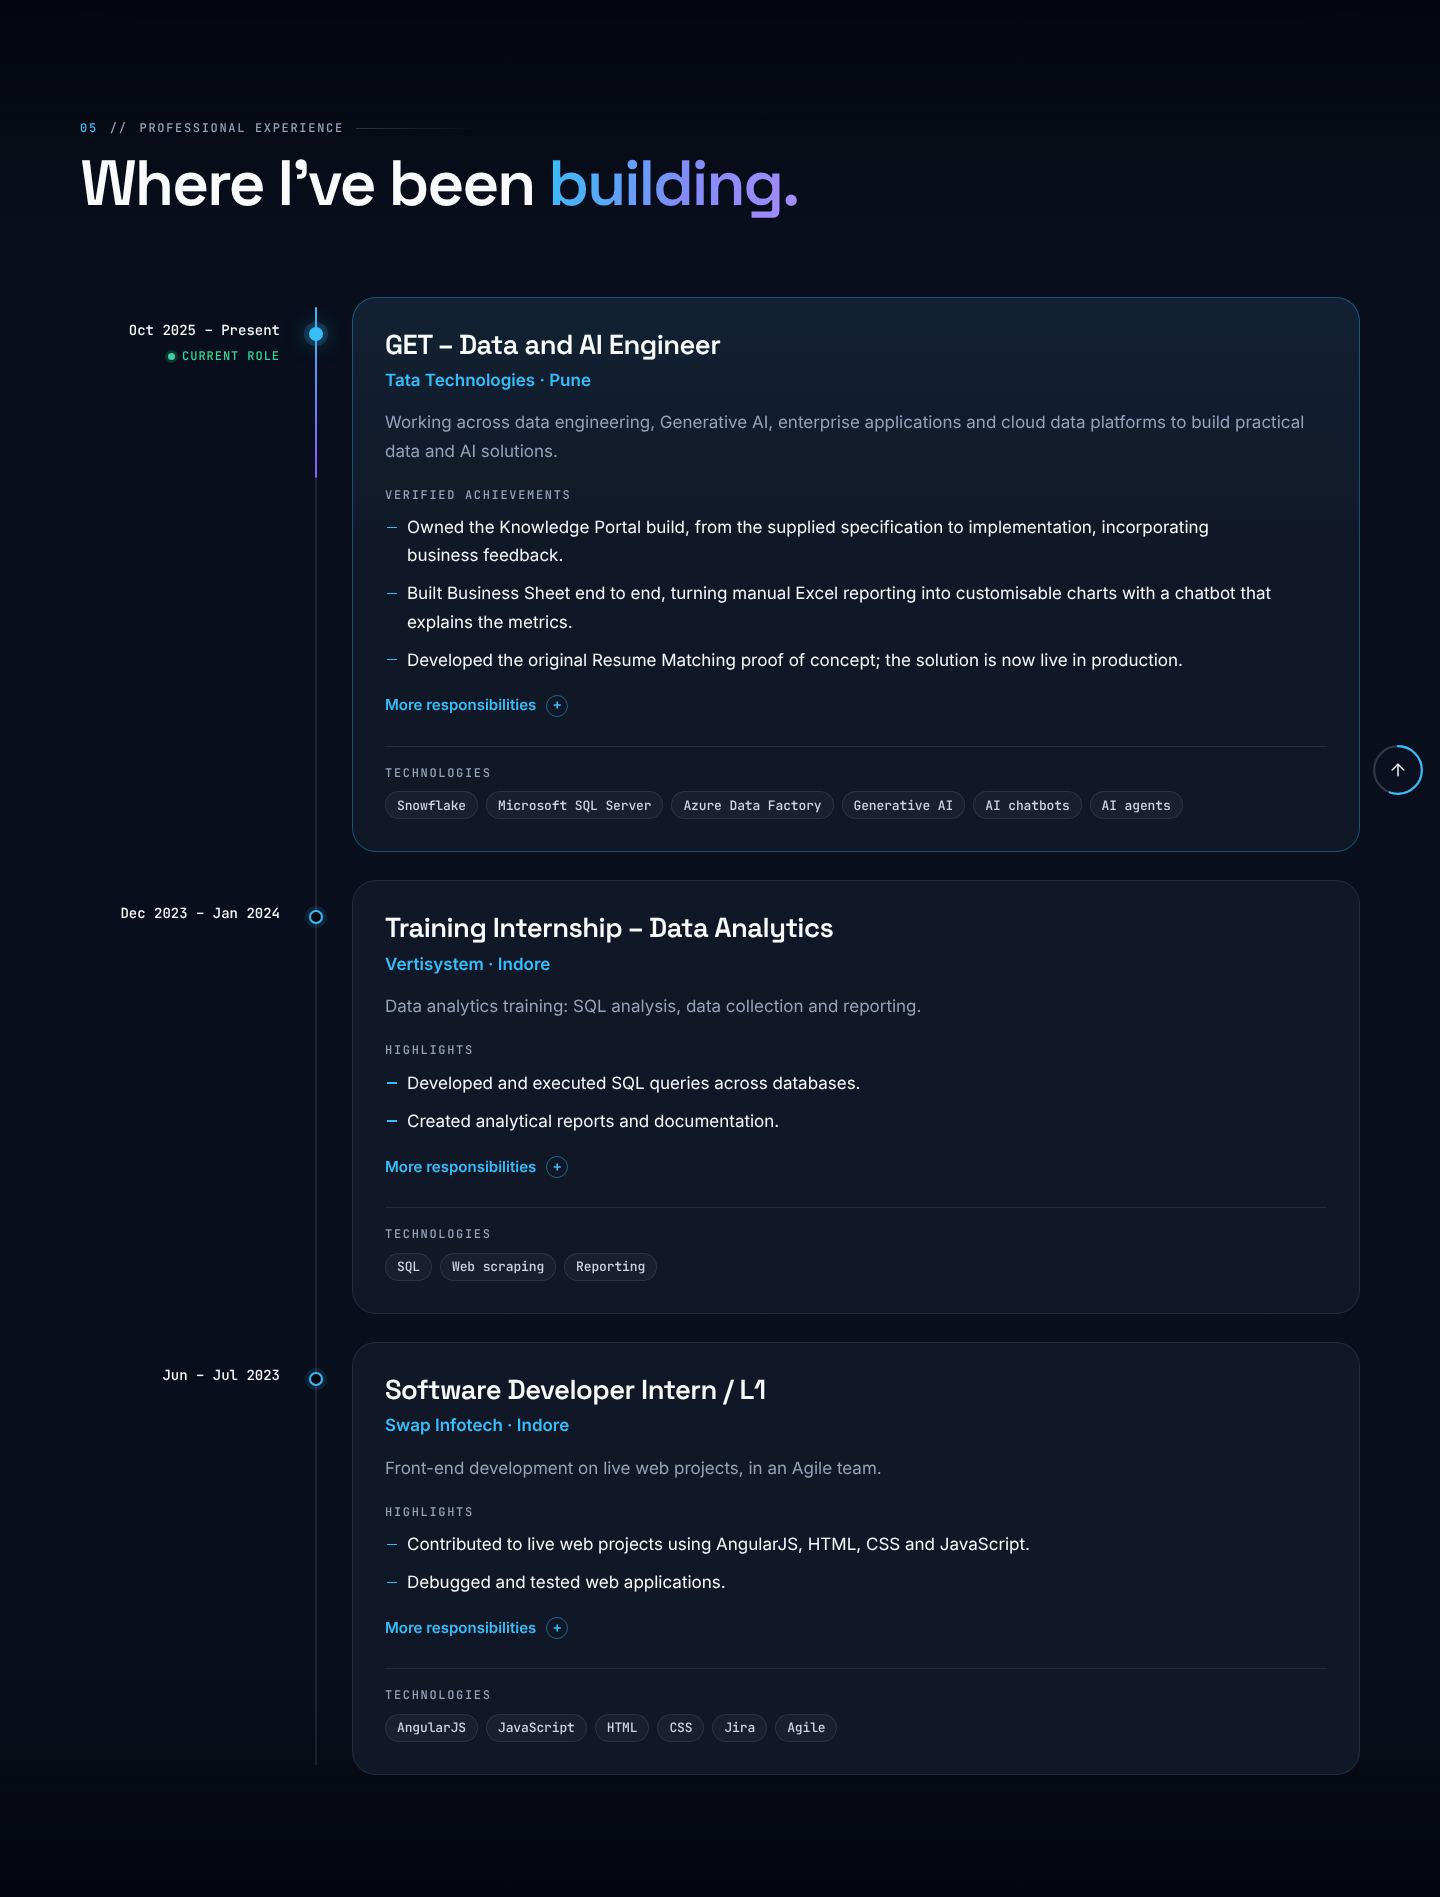 05 // PROFESSIONAL EXPERIENCE
Where I've been building.
Oct 2025 – Present
CURRENT ROLE
GET – Data and AI Engineer
Tata Technologies · Pune
Working across data engineering, Generative AI, enterprise applications and cloud data platforms to build practical
data and AI solutions.
VERIFIED ACHIEVEMENTS
– Owned the Knowledge Portal build, from the supplied specification to implementation, incorporating
business feedback.
– Built Business Sheet end to end, turning manual Excel reporting into customisable charts with a chatbot that
explains the metrics.
– Developed the original Resume Matching proof of concept; the solution is now live in production.
More responsibilities +
TECHNOLOGIES
Snowflake Microsoft SQL Server Azure Data Factory Generative AI AI chatbots AI agents
Dec 2023 – Jan 2024
Training Internship – Data Analytics
Vertisystem · Indore
Data analytics training: SQL analysis, data collection and reporting.
HIGHLIGHTS
– Developed and executed SQL queries across databases.
– Created analytical reports and documentation.
More responsibilities +
TECHNOLOGIES
SQL Web scraping Reporting
Jun – Jul 2023
Software Developer Intern / L1
Swap Infotech · Indore
Front-end development on live web projects, in an Agile team.
HIGHLIGHTS
– Contributed to live web projects using AngularJS, HTML, CSS and JavaScript.
– Debugged and tested web applications.
More responsibilities +
TECHNOLOGIES
AngularJS JavaScript HTML CSS Jira Agile